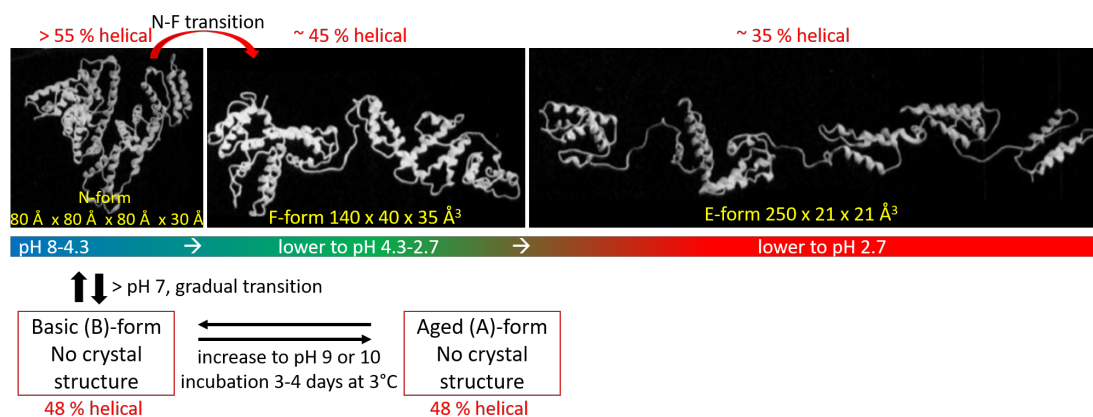 N-F transition
> 55 % helical
~ 45 % helical
~ 35 % helical
N-form
80 Å x 80 Å x 80 Å x 30 Å
F-form 140 x 40 x 35 Å³
E-form 250 x 21 x 21 Å³
pH 8-4.3 → lower to pH 4.3-2.7 → lower to pH 2.7
> pH 7, gradual transition
Basic (B)-form
No crystal
structure
48 % helical
increase to pH 9 or 10
incubation 3-4 days at 3°C
Aged (A)-form
No crystal
structure
48 % helical